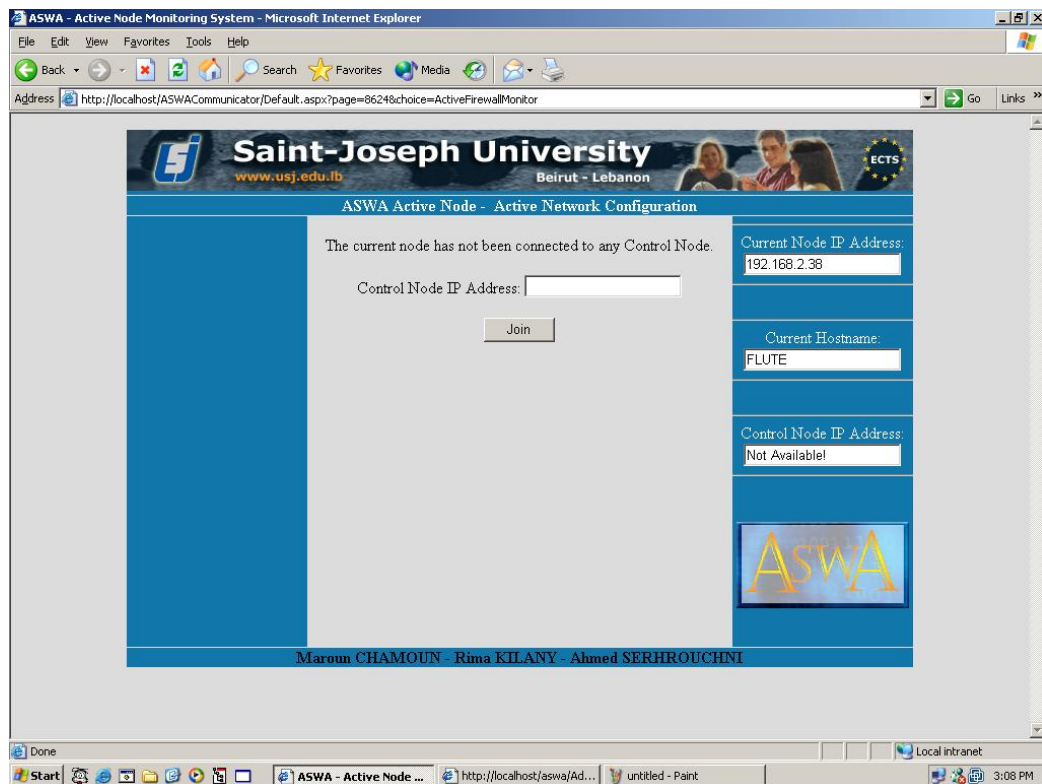 ASWA - Active Node Monitoring System - Microsoft Internet Explorer
File Edit View Favorites Tools Help
Back Search Favorites Media
Address http://localhost/ASWACommunicator/Default.aspx?page=8624&choice=ActiveFirewallMonitor Go Links »
Saint-Joseph University
www.usj.edu.lb Beirut - Lebanon
ECTS
ASWA Active Node - Active Network Configuration
The current node has not been connected to any Control Node.
Control Node IP Address:
Join
Current Node IP Address:
192.168.2.38
Current Hostname:
FLUTE
Control Node IP Address:
Not Available!
ASWA
Maroun CHAMOUN - Rima KILANY - Ahmed SERHROUCHNI
Done Local intranet
Start ASWA - Active Node ... http://localhost/aswa/Ad... untitled - Paint 3:08 PM